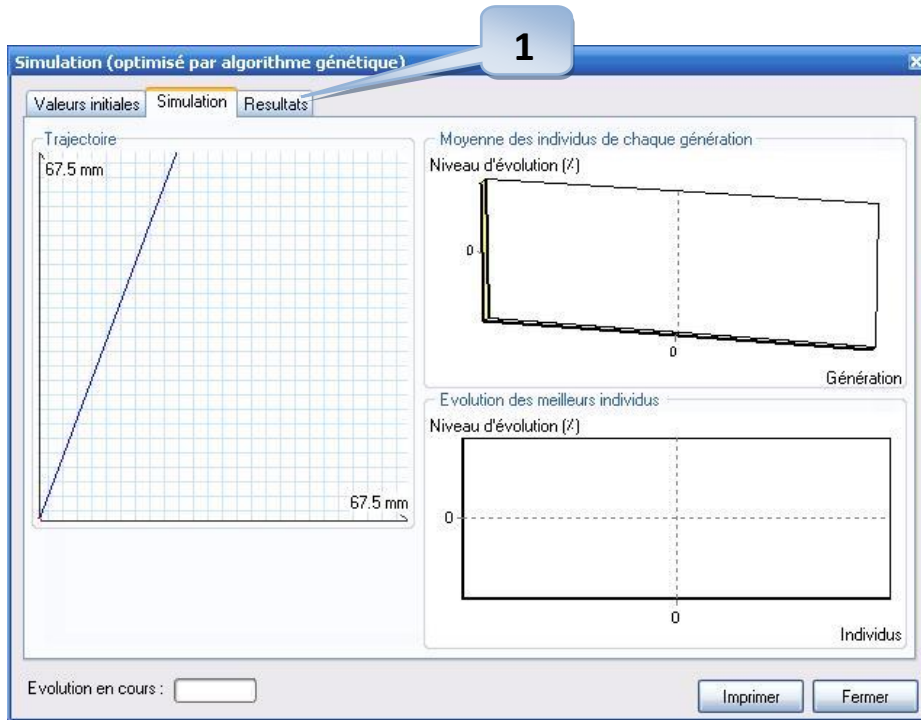 1
Simulation (optimisé par algorithme génétique)
Valeurs initiales
Simulation
Resultats
Trajectoire
67.5 mm
67.5 mm
Moyenne des individus de chaque génération
Niveau d'évolution (%)
0
0
Génération
Evolution des meilleurs individus
Niveau d'évolution (%)
0
0
Individus
Evolution en cours :
Imprimer
Fermer